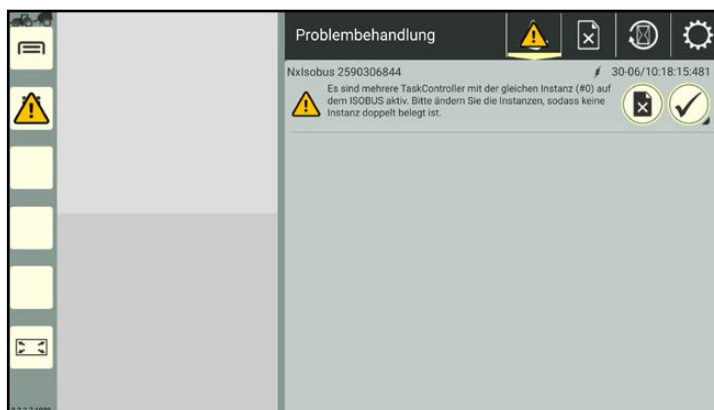 Problembehandlung
NxIsobus 2590306844
30-06/10:18:15:481
Es sind mehrere TaskController mit der gleichen Instanz (#0) auf
dem ISOBUS aktiv. Bitte ändern Sie die Instanzen, sodass keine
Instanz doppelt belegt ist.